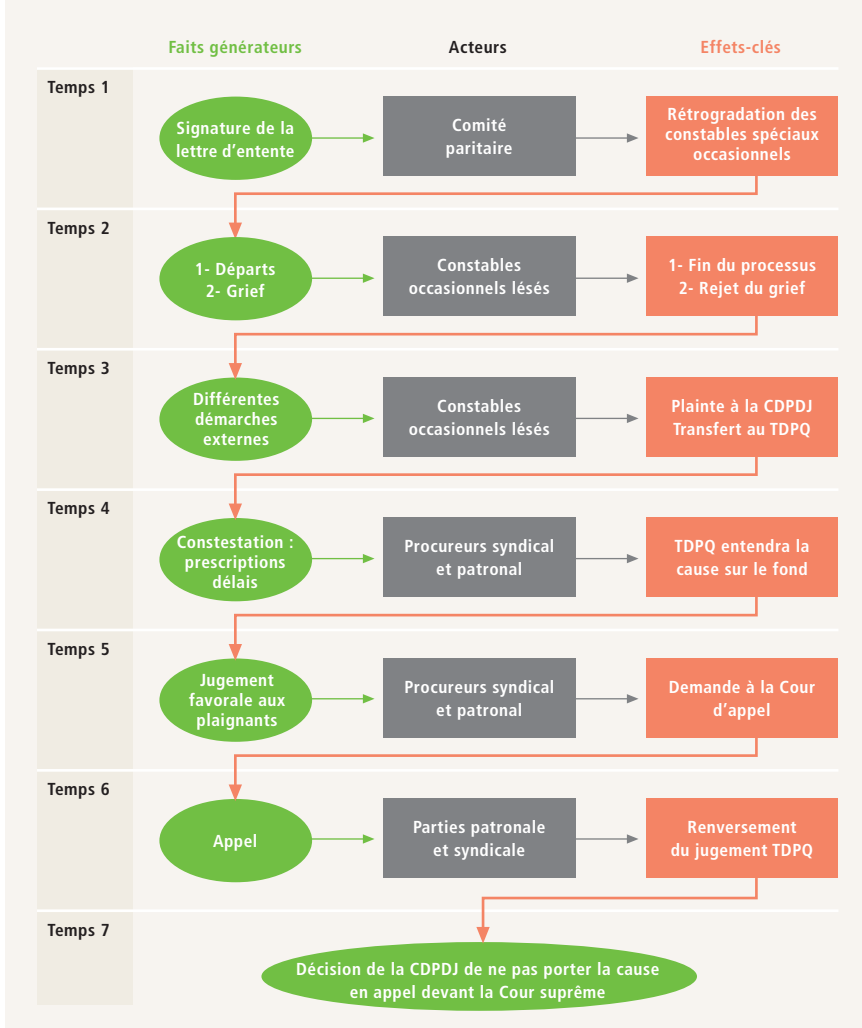 Faits générateurs
Acteurs
Effets-clés
Temps 1
Signature de la
lettre d'entente
Comité
paritaire
Rétrogradation des
constables spéciaux
occasionnels
Temps 2
1- Départs
2- Grief
Constables
occasionnels lésés
1- Fin du processus
2- Rejet du grief
Temps 3
Différentes
démarches
externes
Constables
occasionnels lésés
Plainte à la CDPDJ
Transfert au TDPQ
Temps 4
Constestation :
prescriptions
délais
Procureurs syndical
et patronal
TDPQ entendra la
cause sur le fond
Temps 5
Jugement
favorale aux
plaignants
Procureurs syndical
et patronal
Demande à la Cour
d'appel
Temps 6
Appel
Parties patronale
et syndicale
Renversement
du jugement TDPQ
Temps 7
Décision de la CDPDJ de ne pas porter la cause
en appel devant la Cour suprême